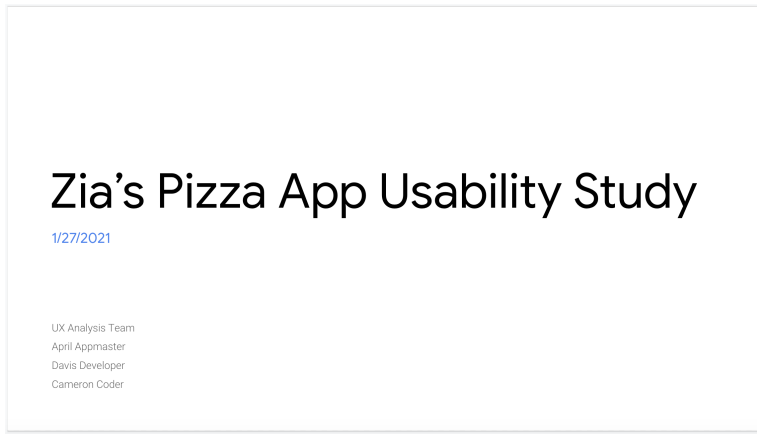 Zia’s Pizza App Usability Study
1/27/2021
UX Analysis Team
April Appmaster
Davis Developer
Cameron Coder